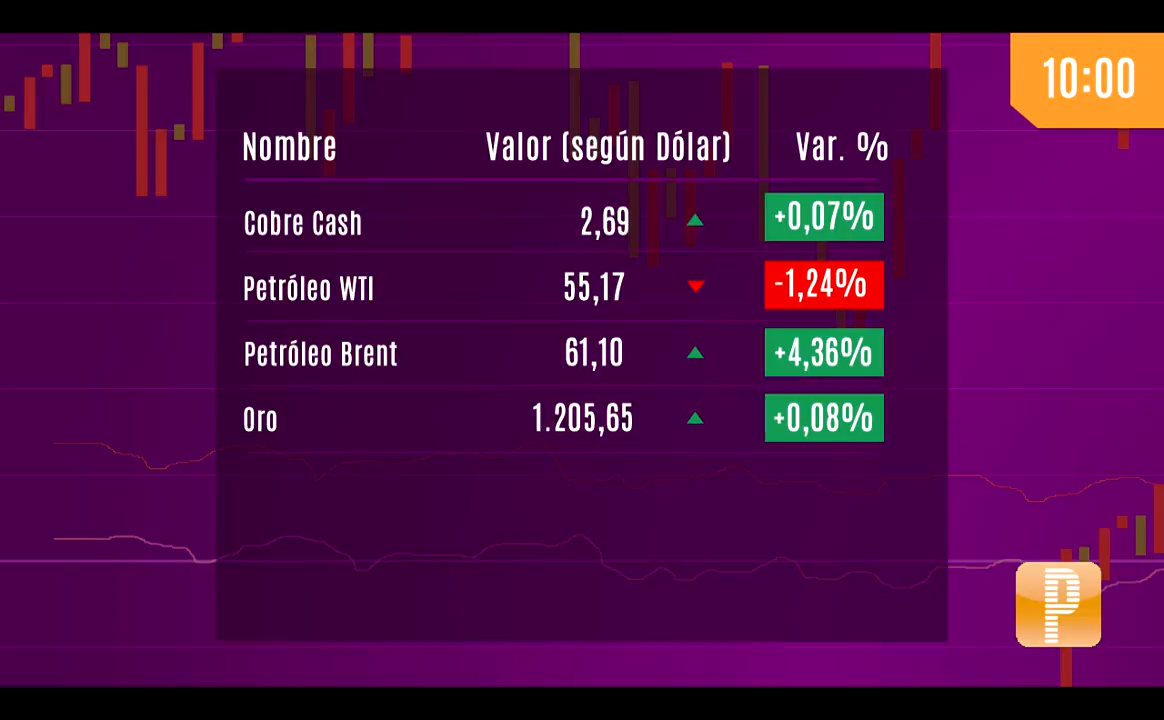 10:00
Nombre Valor (según Dólar) Var. %
Cobre Cash 2,69 +0,07%
Petróleo WTI 55,17 -1,24%
Petróleo Brent 61,10 +4,36%
Oro 1.205,65 +0,08%
P